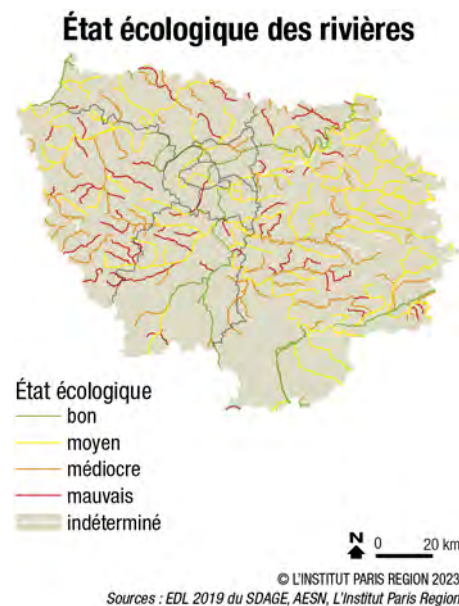 État écologique des rivières
État écologique
bon
moyen
médiocre
mauvais
indéterminé
N 0 20 km
© L'INSTITUT PARIS REGION 2023
Sources : EDL 2019 du SDAGE, AESN, L'Institut Paris Region